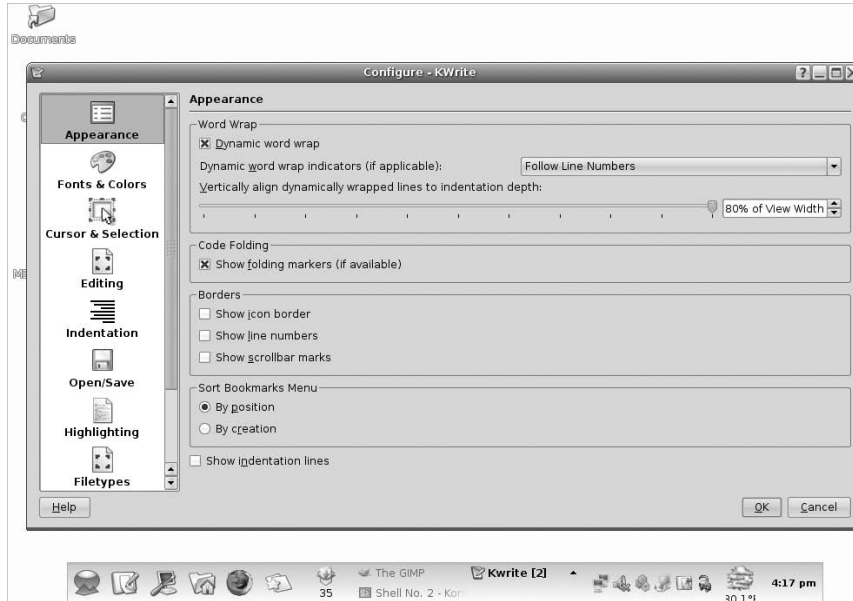 Documents
Configure - KWrite
?
Appearance
Fonts & Colors
Cursor & Selection
Editing
Indentation
Open/Save
Highlighting
Filetypes
Appearance
Word Wrap
Dynamic word wrap
Dynamic word wrap indicators (if applicable):
Follow Line Numbers
Vertically align dynamically wrapped lines to indentation depth:
80% of View Width
Code Folding
Show folding markers (if available)
Borders
Show icon border
Show line numbers
Show scrollbar marks
Sort Bookmarks Menu
By position
By creation
Show indentation lines
Help
OK
Cancel
35
The GIMP
Shell No. 2 - Kon
Kwrite [2]
30.1°F
4:17 pm